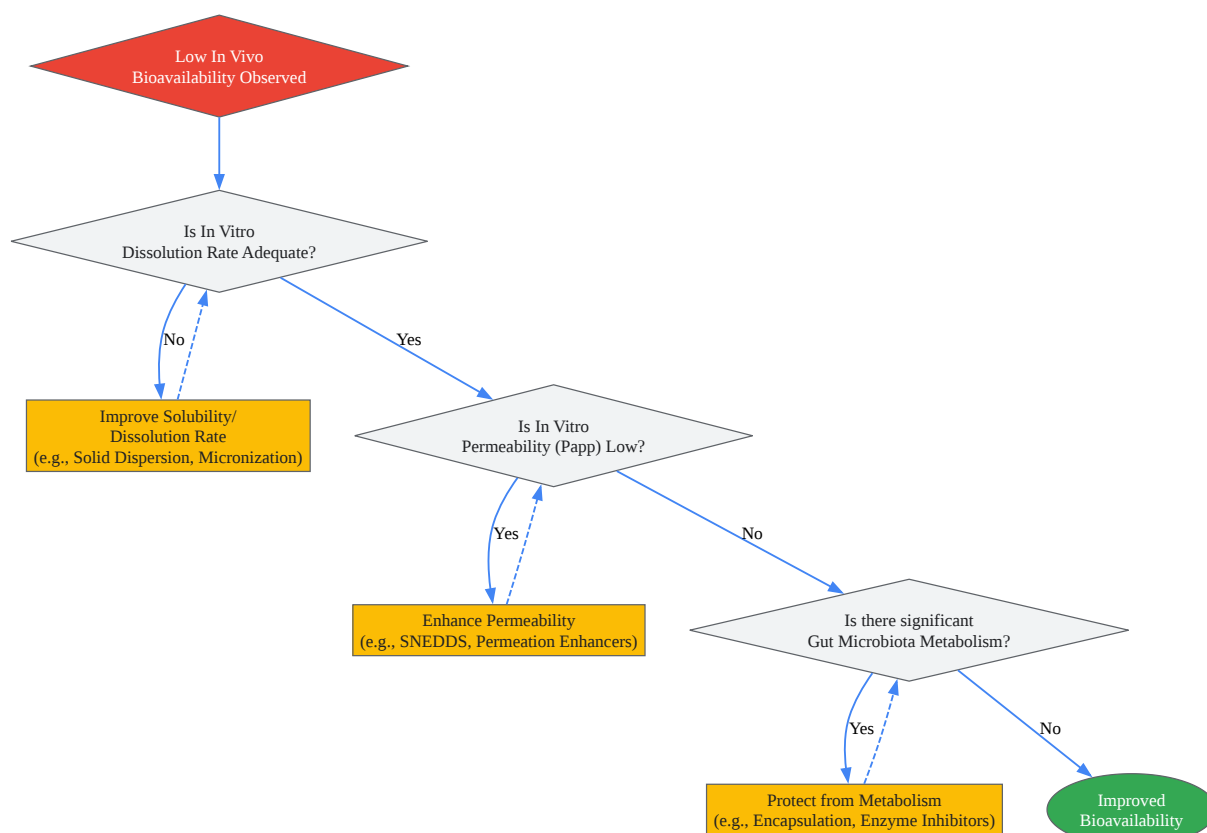 Low In Vivo
Bioavailability Observed
Is In Vitro
Dissolution Rate Adequate?
No
Yes
Improve Solubility/
Dissolution Rate
(e.g., Solid Dispersion, Micronization)
Is In Vitro
Permeability (Papp) Low?
Yes
No
Enhance Permeability
(e.g., SNEDDS, Permeation Enhancers)
Is there significant
Gut Microbiota Metabolism?
Yes
No
Protect from Metabolism
(e.g., Encapsulation, Enzyme Inhibitors)
Improved
Bioavailability